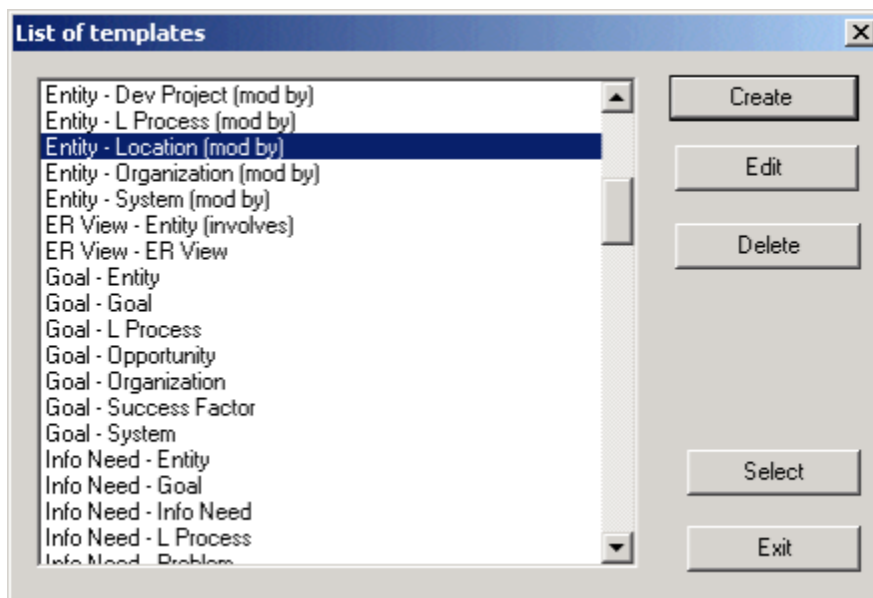 List of templates
Entity - Dev Project (mod by)
Entity - L Process (mod by)
Entity - Location (mod by)
Entity - Organization (mod by)
Entity - System (mod by)
ER View - Entity (involves)
ER View - ER View
Goal - Entity
Goal - Goal
Goal - L Process
Goal - Opportunity
Goal - Organization
Goal - Success Factor
Goal - System
Info Need - Entity
Info Need - Goal
Info Need - Info Need
Info Need - L Process
Info Need - Problem
Create
Edit
Delete
Select
Exit